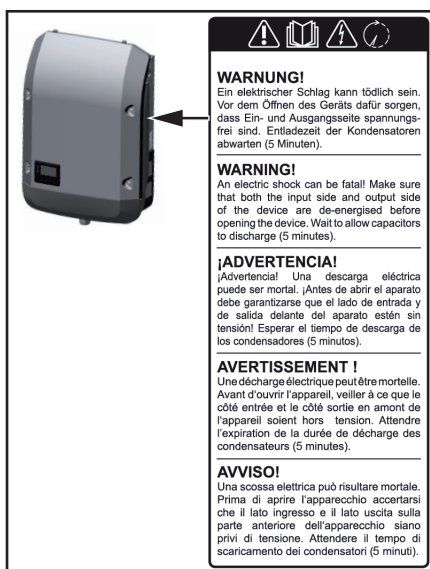 WARNUNG!
Ein elektrischer Schlag kann tödlich sein.
Vor dem Öffnen des Geräts dafür sorgen,
dass Ein- und Ausgangsseite spannungs-
frei sind. Entladezeit der Kondensatoren
abwarten (5 Minuten).
WARNING!
An electric shock can be fatal! Make sure
that both the input side and output side
of the device are de-energised before
opening the device. Wait to allow capacitors
to discharge (5 minutes).
¡ADVERTENCIA!
¡Advertencia! Una descarga eléctrica
puede ser mortal. ¡Antes de abrir el aparato
debe garantizarse que el lado de entrada y
de salida delante del aparato estén sin
tensión! Esperar el tiempo de descarga de
los condensadores (5 minutos).
AVERTISSEMENT !
Une décharge électrique peut être mortelle.
Avant d'ouvrir l'appareil, veiller à ce que le
côté entrée et le côté sortie en amont de
l'appareil soient hors tension. Attendre
l'expiration de la durée de décharge des
condensateurs (5 minutes).
AVVISO!
Una scossa elettrica può risultare mortale.
Prima di aprire l'apparecchio accertarsi
che il lato ingresso e il lato uscita sulla
parte anteriore dell'apparecchio siano
privi di tensione. Attendere il tempo di
scaricamento dei condensatori (5 minuti).